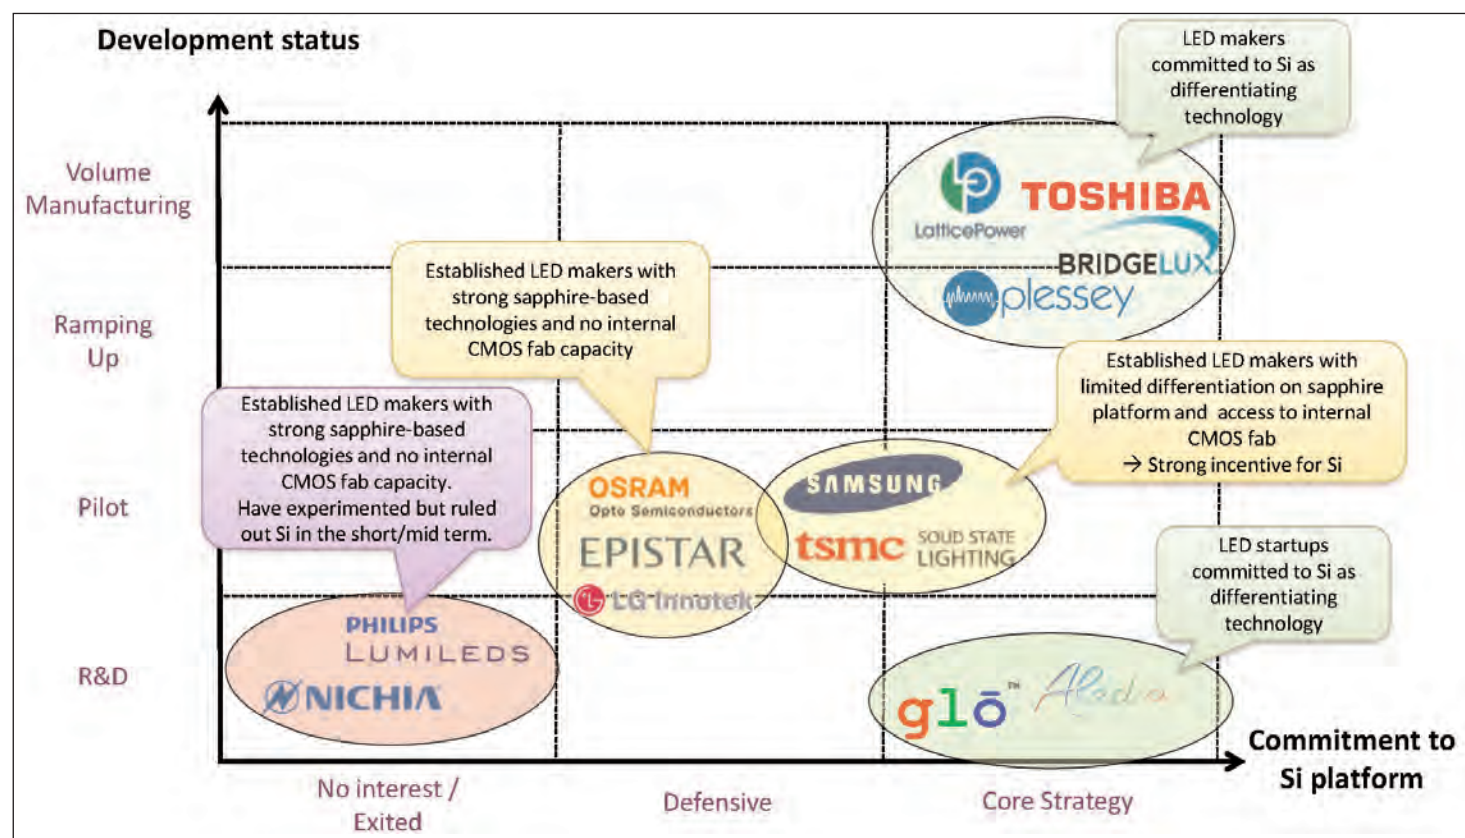 Development status
LED makers
committed to Si as
differentiating
technology
Volume
Manufacturing
LP
LatticePower
TOSHIBA
BRIDGELUX
plessey
Established LED makers with
strong sapphire-based
technologies and no internal
CMOS fab capacity
Ramping
Up
Established LED makers with
limited differentiation on sapphire
platform and access to internal
CMOS fab
→ Strong incentive for Si
Established LED makers with
strong sapphire-based
technologies and no internal
CMOS fab capacity.
Have experimented but ruled
out Si in the short/mid term.
Pilot
OSRAM
Opto Semiconductors
EPISTAR
LG Innotek
SAMSUNG
tsmc SOLID STATE
LIGHTING
LED startups
committed to Si as
differentiating
technology
R&D
PHILIPS
LUMILEDS
NICHIA
glō™
Aledia
Commitment to
Si platform
No interest /
Exited
Defensive
Core Strategy